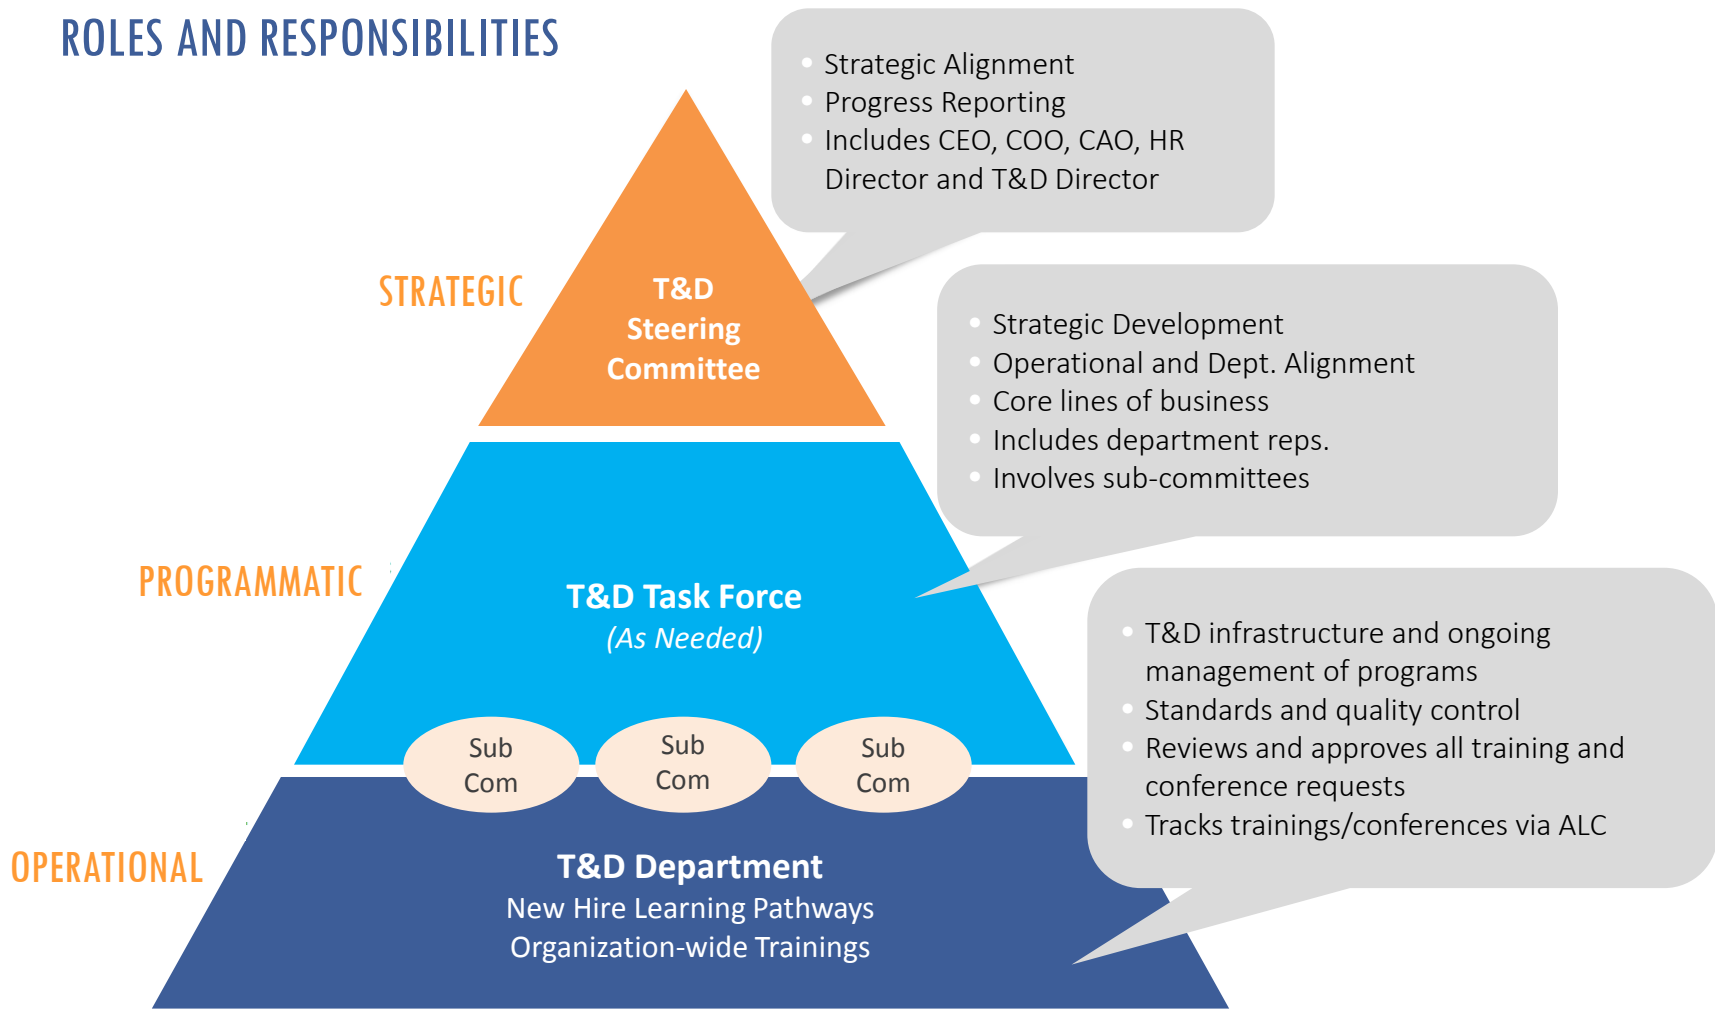 ROLES AND RESPONSIBILITIES
• Strategic Alignment
• Progress Reporting
• Includes CEO, COO, CAO, HR
Director and T&D Director
STRATEGIC
T&D
Steering
Committee
• Strategic Development
• Operational and Dept. Alignment
• Core lines of business
• Includes department reps.
• Involves sub-committees
PROGRAMMATIC
T&D Task Force
(As Needed)
• T&D infrastructure and ongoing
management of programs
• Standards and quality control
• Reviews and approves all training and
conference requests
• Tracks trainings/conferences via ALC
Sub
Com
Sub
Com
Sub
Com
OPERATIONAL
T&D Department
New Hire Learning Pathways
Organization-wide Trainings